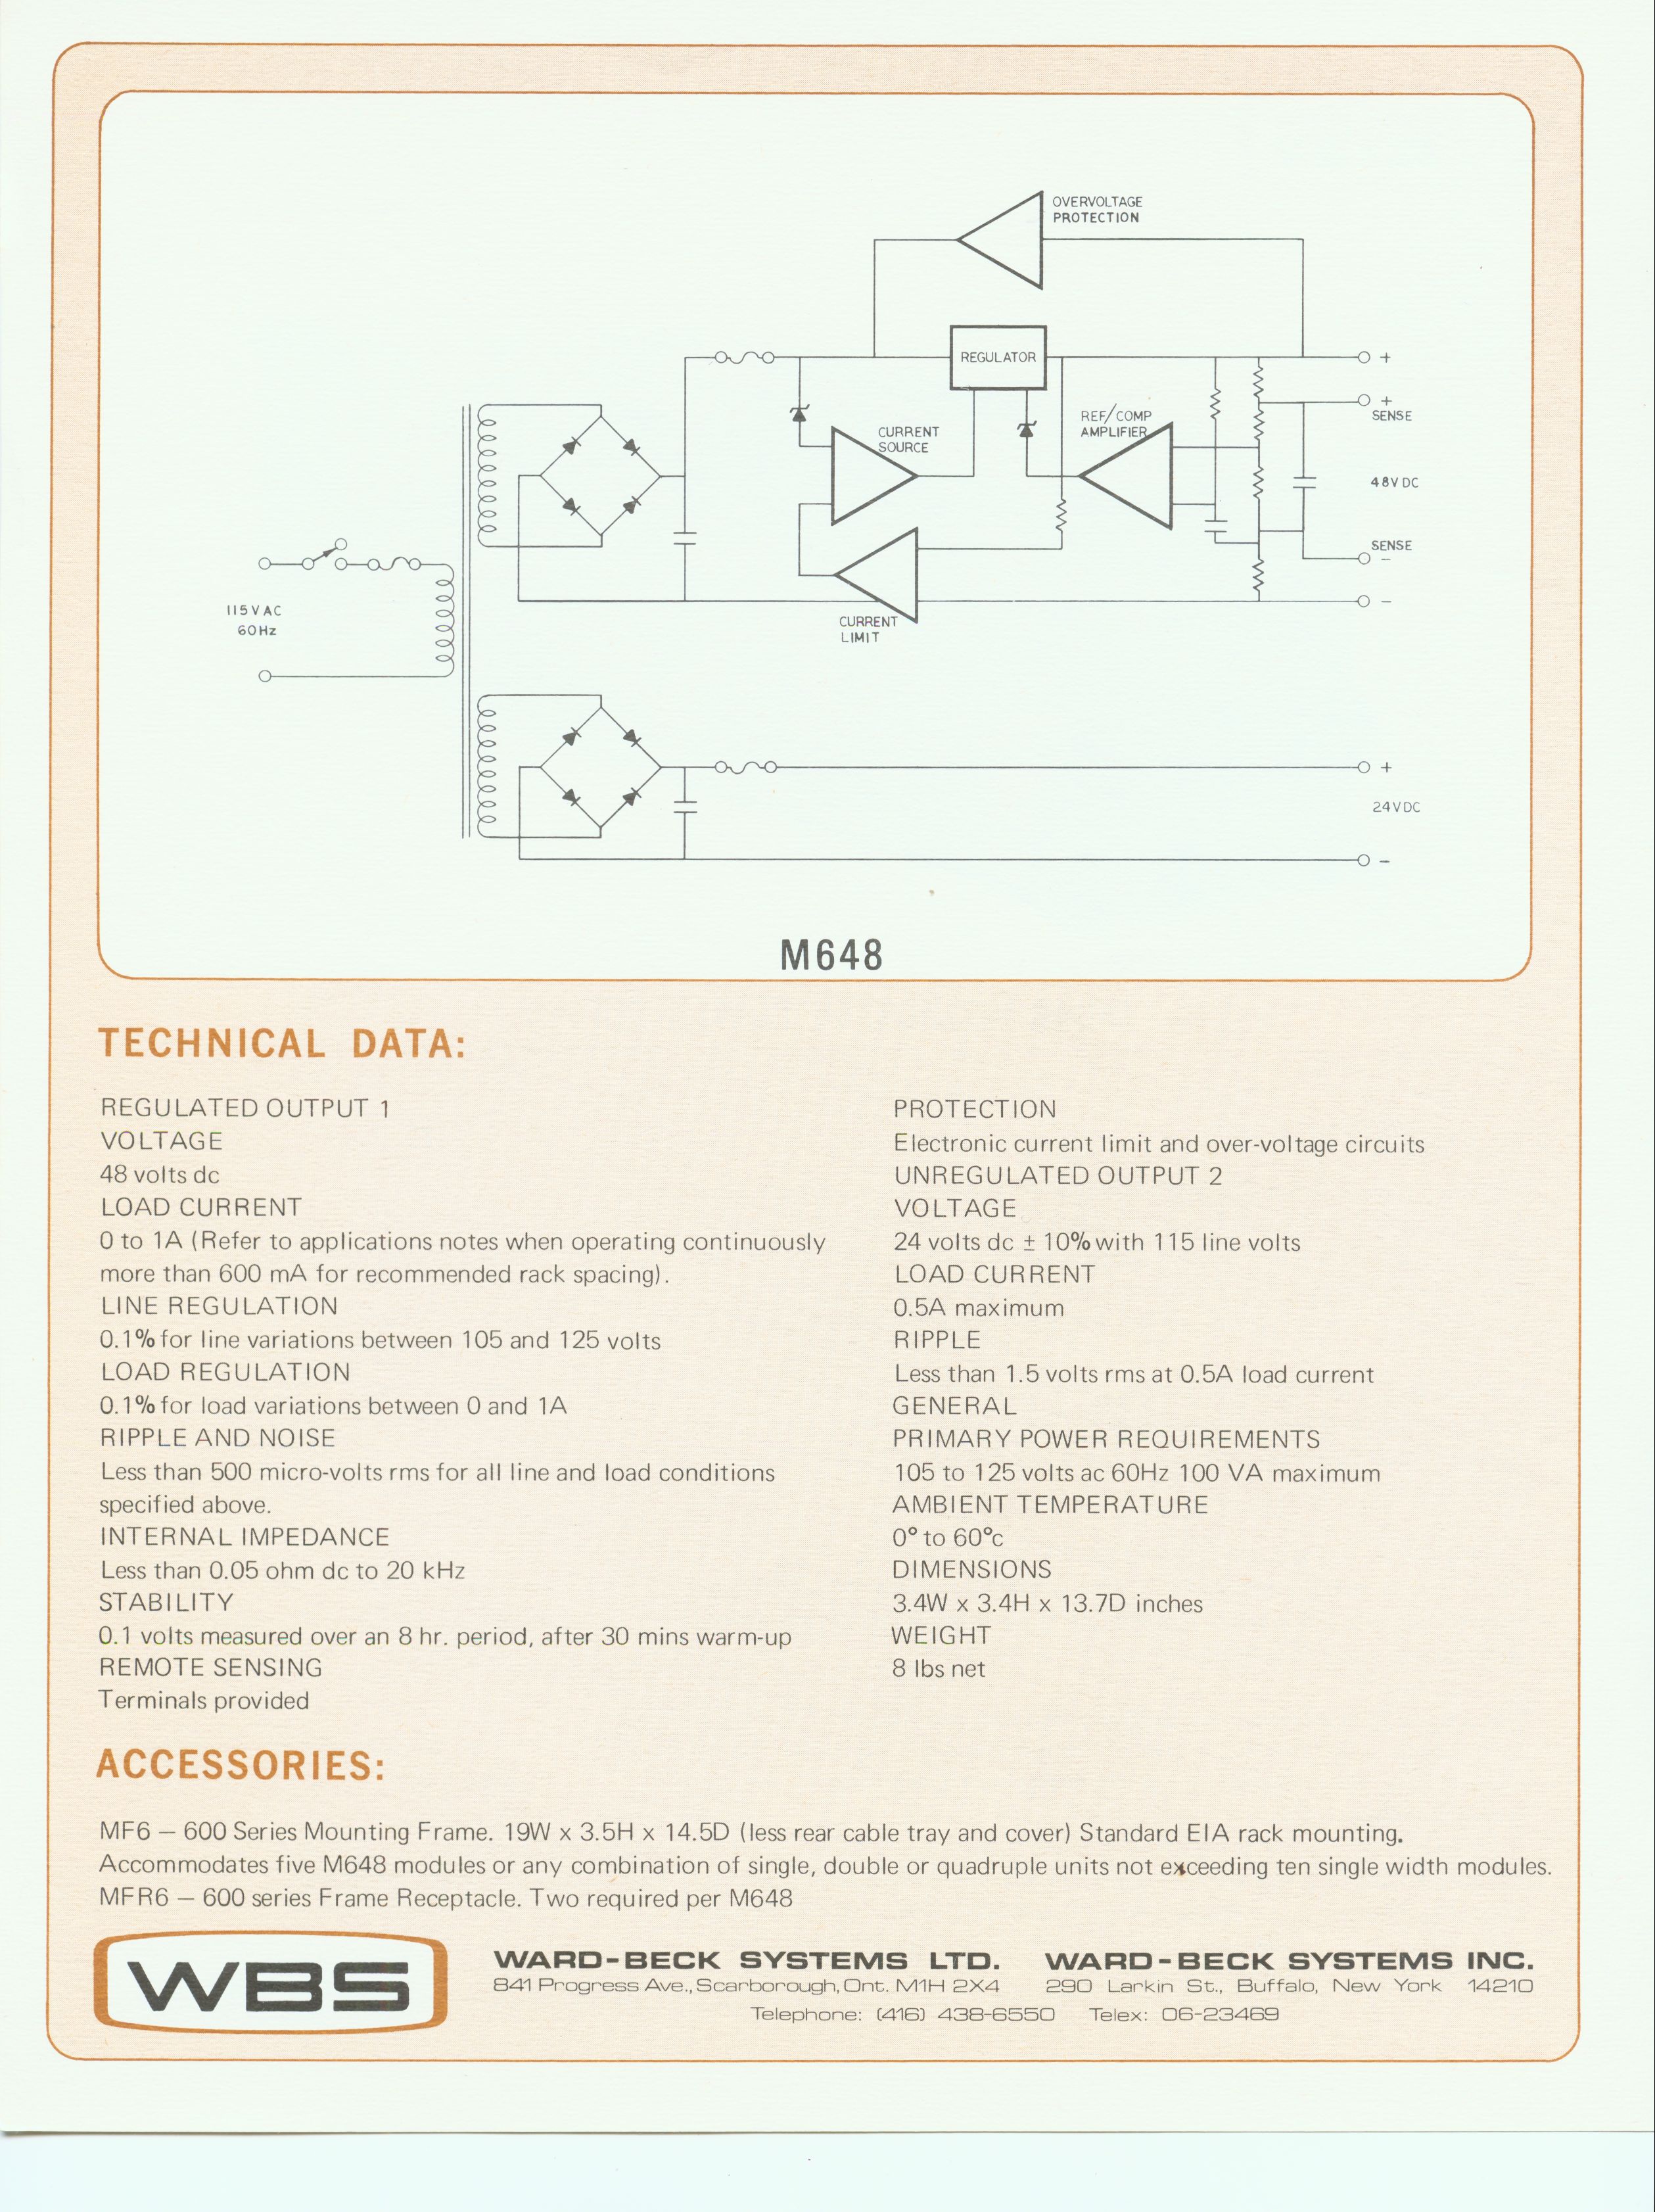 OVERVOLTAGE
PROTECTION
REGULATOR
+
+
SENSE
REF/COMP
AMPLIFIER
CURRENT
SOURCE
48V DC
SENSE
–
–
115V AC
60Hz
CURRENT
LIMIT
+
24V DC
–
M648
TECHNICAL DATA:
REGULATED OUTPUT 1
VOLTAGE
48 volts dc
LOAD CURRENT
0 to 1A (Refer to applications notes when operating continuously
more than 600 mA for recommended rack spacing).
LINE REGULATION
0.1% for line variations between 105 and 125 volts
LOAD REGULATION
0.1% for load variations between 0 and 1A
RIPPLE AND NOISE
Less than 500 micro-volts rms for all line and load conditions
specified above.
INTERNAL IMPEDANCE
Less than 0.05 ohm dc to 20 kHz
STABILITY
0.1 volts measured over an 8 hr. period, after 30 mins warm-up
REMOTE SENSING
Terminals provided
PROTECTION
Electronic current limit and over-voltage circuits
UNREGULATED OUTPUT 2
VOLTAGE
24 volts dc ± 10% with 115 line volts
LOAD CURRENT
0.5A maximum
RIPPLE
Less than 1.5 volts rms at 0.5A load current
GENERAL
PRIMARY POWER REQUIREMENTS
105 to 125 volts ac 60Hz 100 VA maximum
AMBIENT TEMPERATURE
0° to 60°c
DIMENSIONS
3.4W x 3.4H x 13.7D inches
WEIGHT
8 lbs net
ACCESSORIES:
MF6 – 600 Series Mounting Frame. 19W x 3.5H x 14.5D (less rear cable tray and cover) Standard EIA rack mounting.
Accommodates five M648 modules or any combination of single, double or quadruple units not exceeding ten single width modules.
MFR6 – 600 series Frame Receptacle. Two required per M648
WBS
WARD-BECK SYSTEMS LTD. WARD-BECK SYSTEMS INC.
841 Progress Ave., Scarborough, Ont. M1H 2X4 290 Larkin St., Buffalo, New York 14210
Telephone: (416) 438-6550 Telex: 06-23469